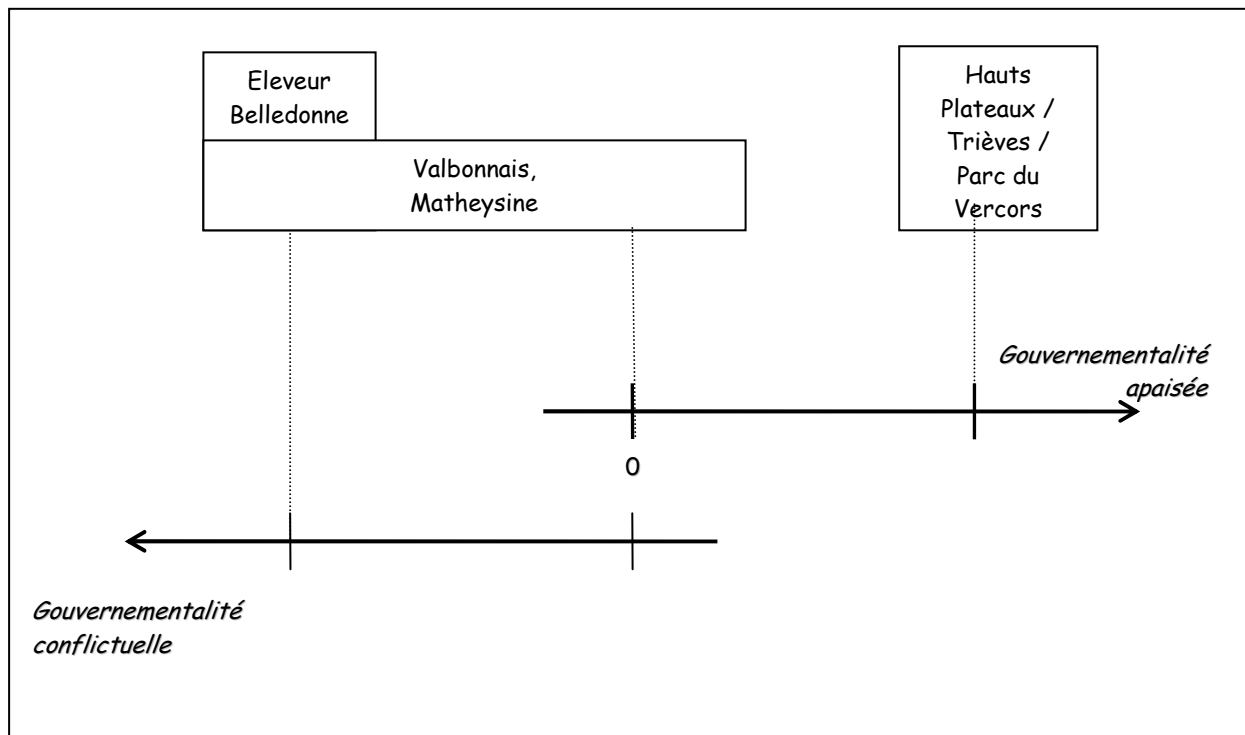 Eleveur
Belledonne
Valbonnais,
Matheysine
Hauts
Plateaux /
Trièves /
Parc du
Vercors
Gouvernementalité
apaisée
0
Gouvernementalité
conflictuelle